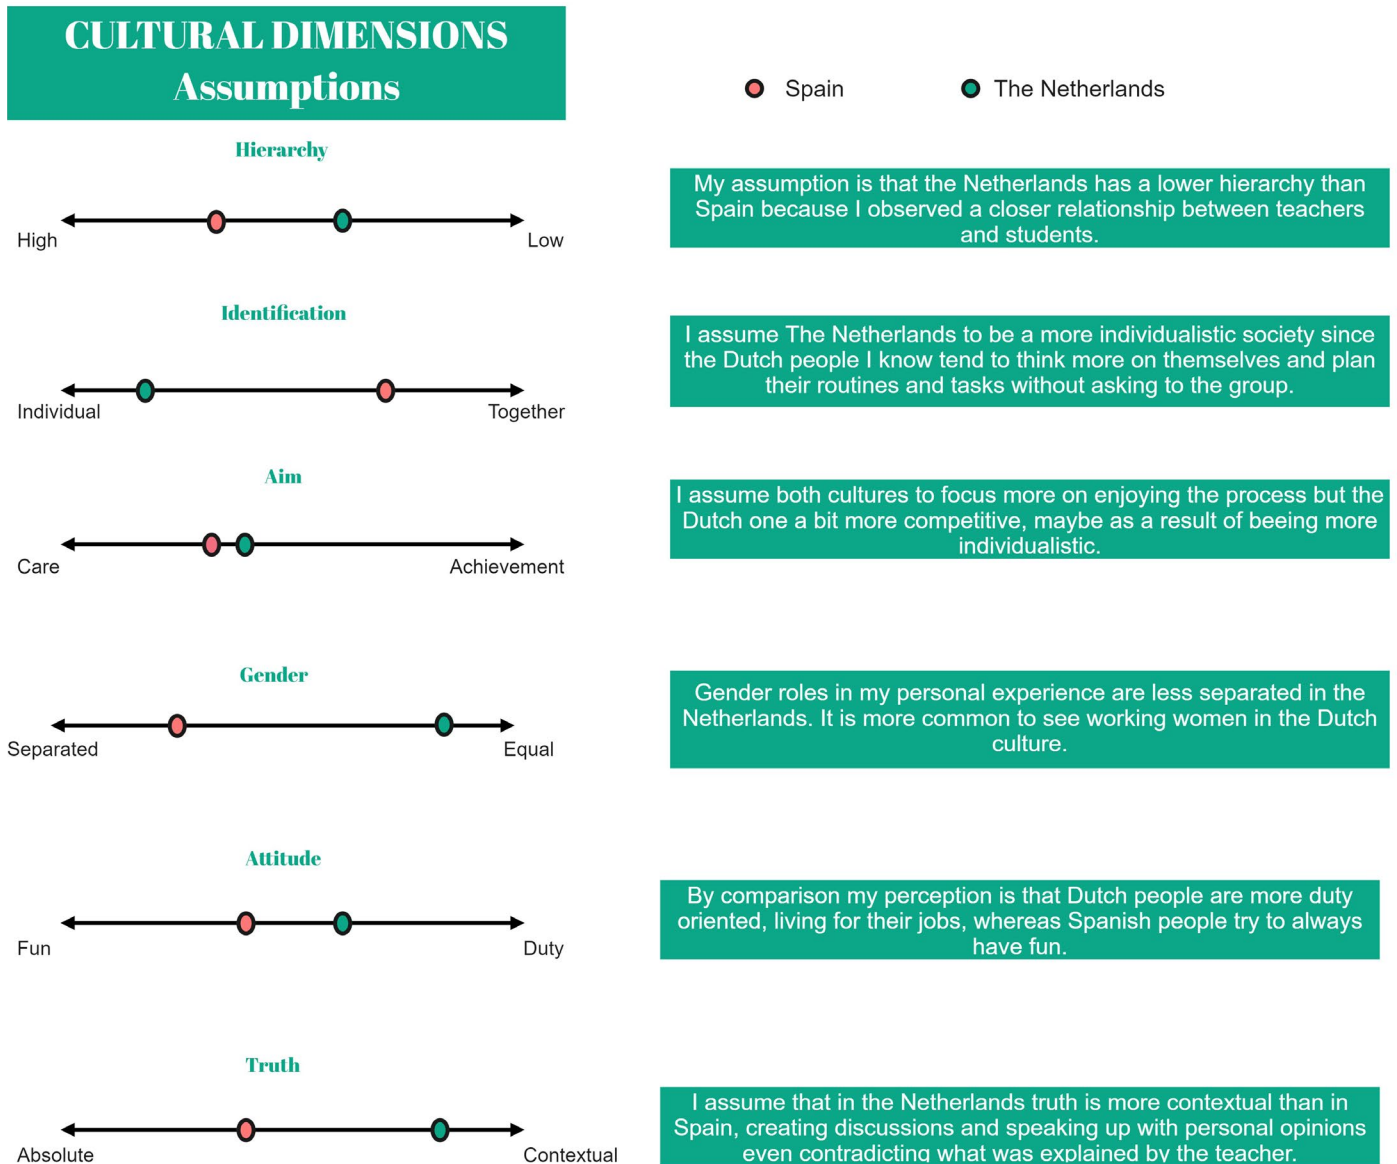 CULTURAL DIMENSIONS
Assumptions
Spain
The Netherlands
Hierarchy
High
Low
My assumption is that the Netherlands has a lower hierarchy than
Spain because I observed a closer relationship between teachers
and students.
Identification
Individual
Together
I assume The Netherlands to be a more individualistic society since
the Dutch people I know tend to think more on themselves and plan
their routines and tasks without asking to the group.
Aim
Care
Achievement
I assume both cultures to focus more on enjoying the process but the
Dutch one a bit more competitive, maybe as a result of beeing more
individualistic.
Gender
Separated
Equal
Gender roles in my personal experience are less separated in the
Netherlands. It is more common to see working women in the Dutch
culture.
Attitude
Fun
Duty
By comparison my perception is that Dutch people are more duty
oriented, living for their jobs, whereas Spanish people try to always
have fun.
Truth
Absolute
Contextual
I assume that in the Netherlands truth is more contextual than in
Spain, creating discussions and speaking up with personal opinions
even contradicting what was explained by the teacher.